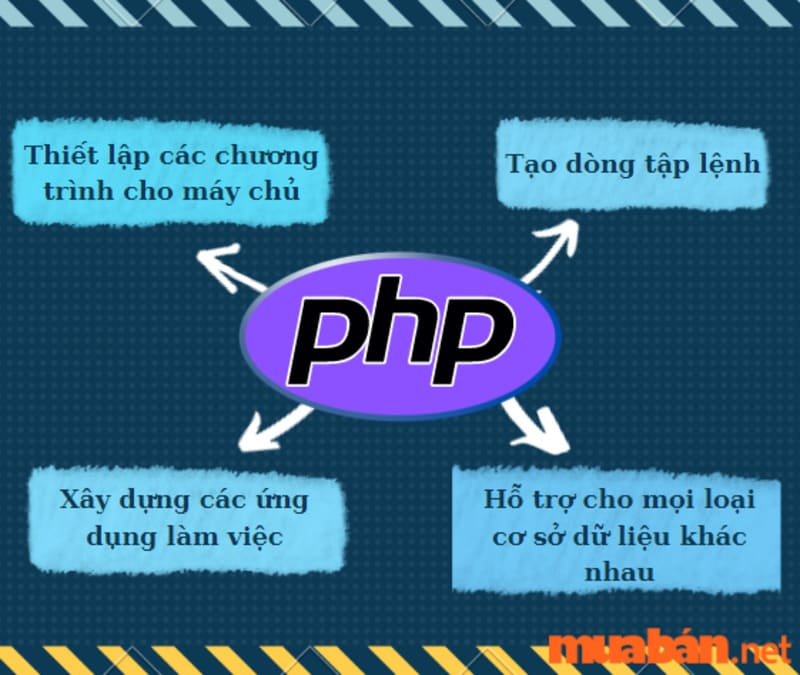 Thiết lập các chương
trình cho máy chủ
Tạo dòng tập lệnh
php
Xây dựng các ứng
dụng làm việc
Hỗ trợ cho mọi loại
cơ sở dữ liệu khác
nhau
muabán.net